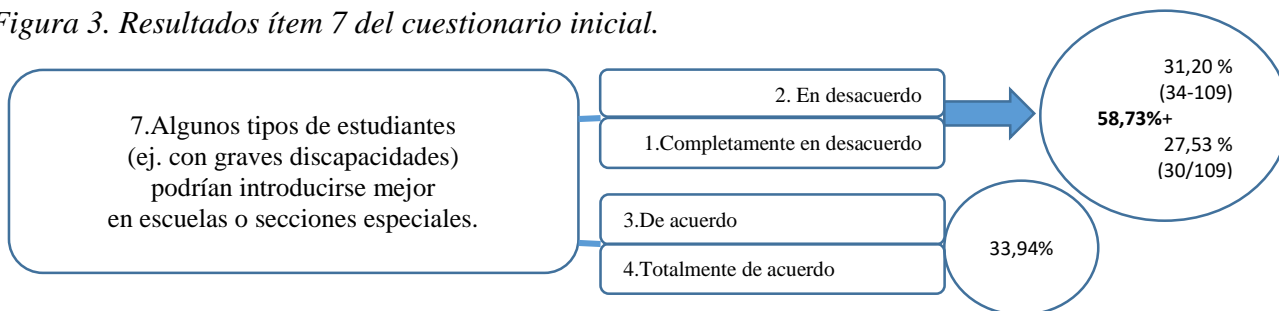 Figura 3. Resultados ítem 7 del cuestionario inicial.
7.Algunos tipos de estudiantes
(ej. con graves discapacidades)
podrían introducirse mejor
en escuelas o secciones especiales.
2. En desacuerdo
1.Completamente en desacuerdo
31,20 %
(34-109)
58,73%+
27,53 %
(30/109)
3.De acuerdo
4.Totalmente de acuerdo
33,94%